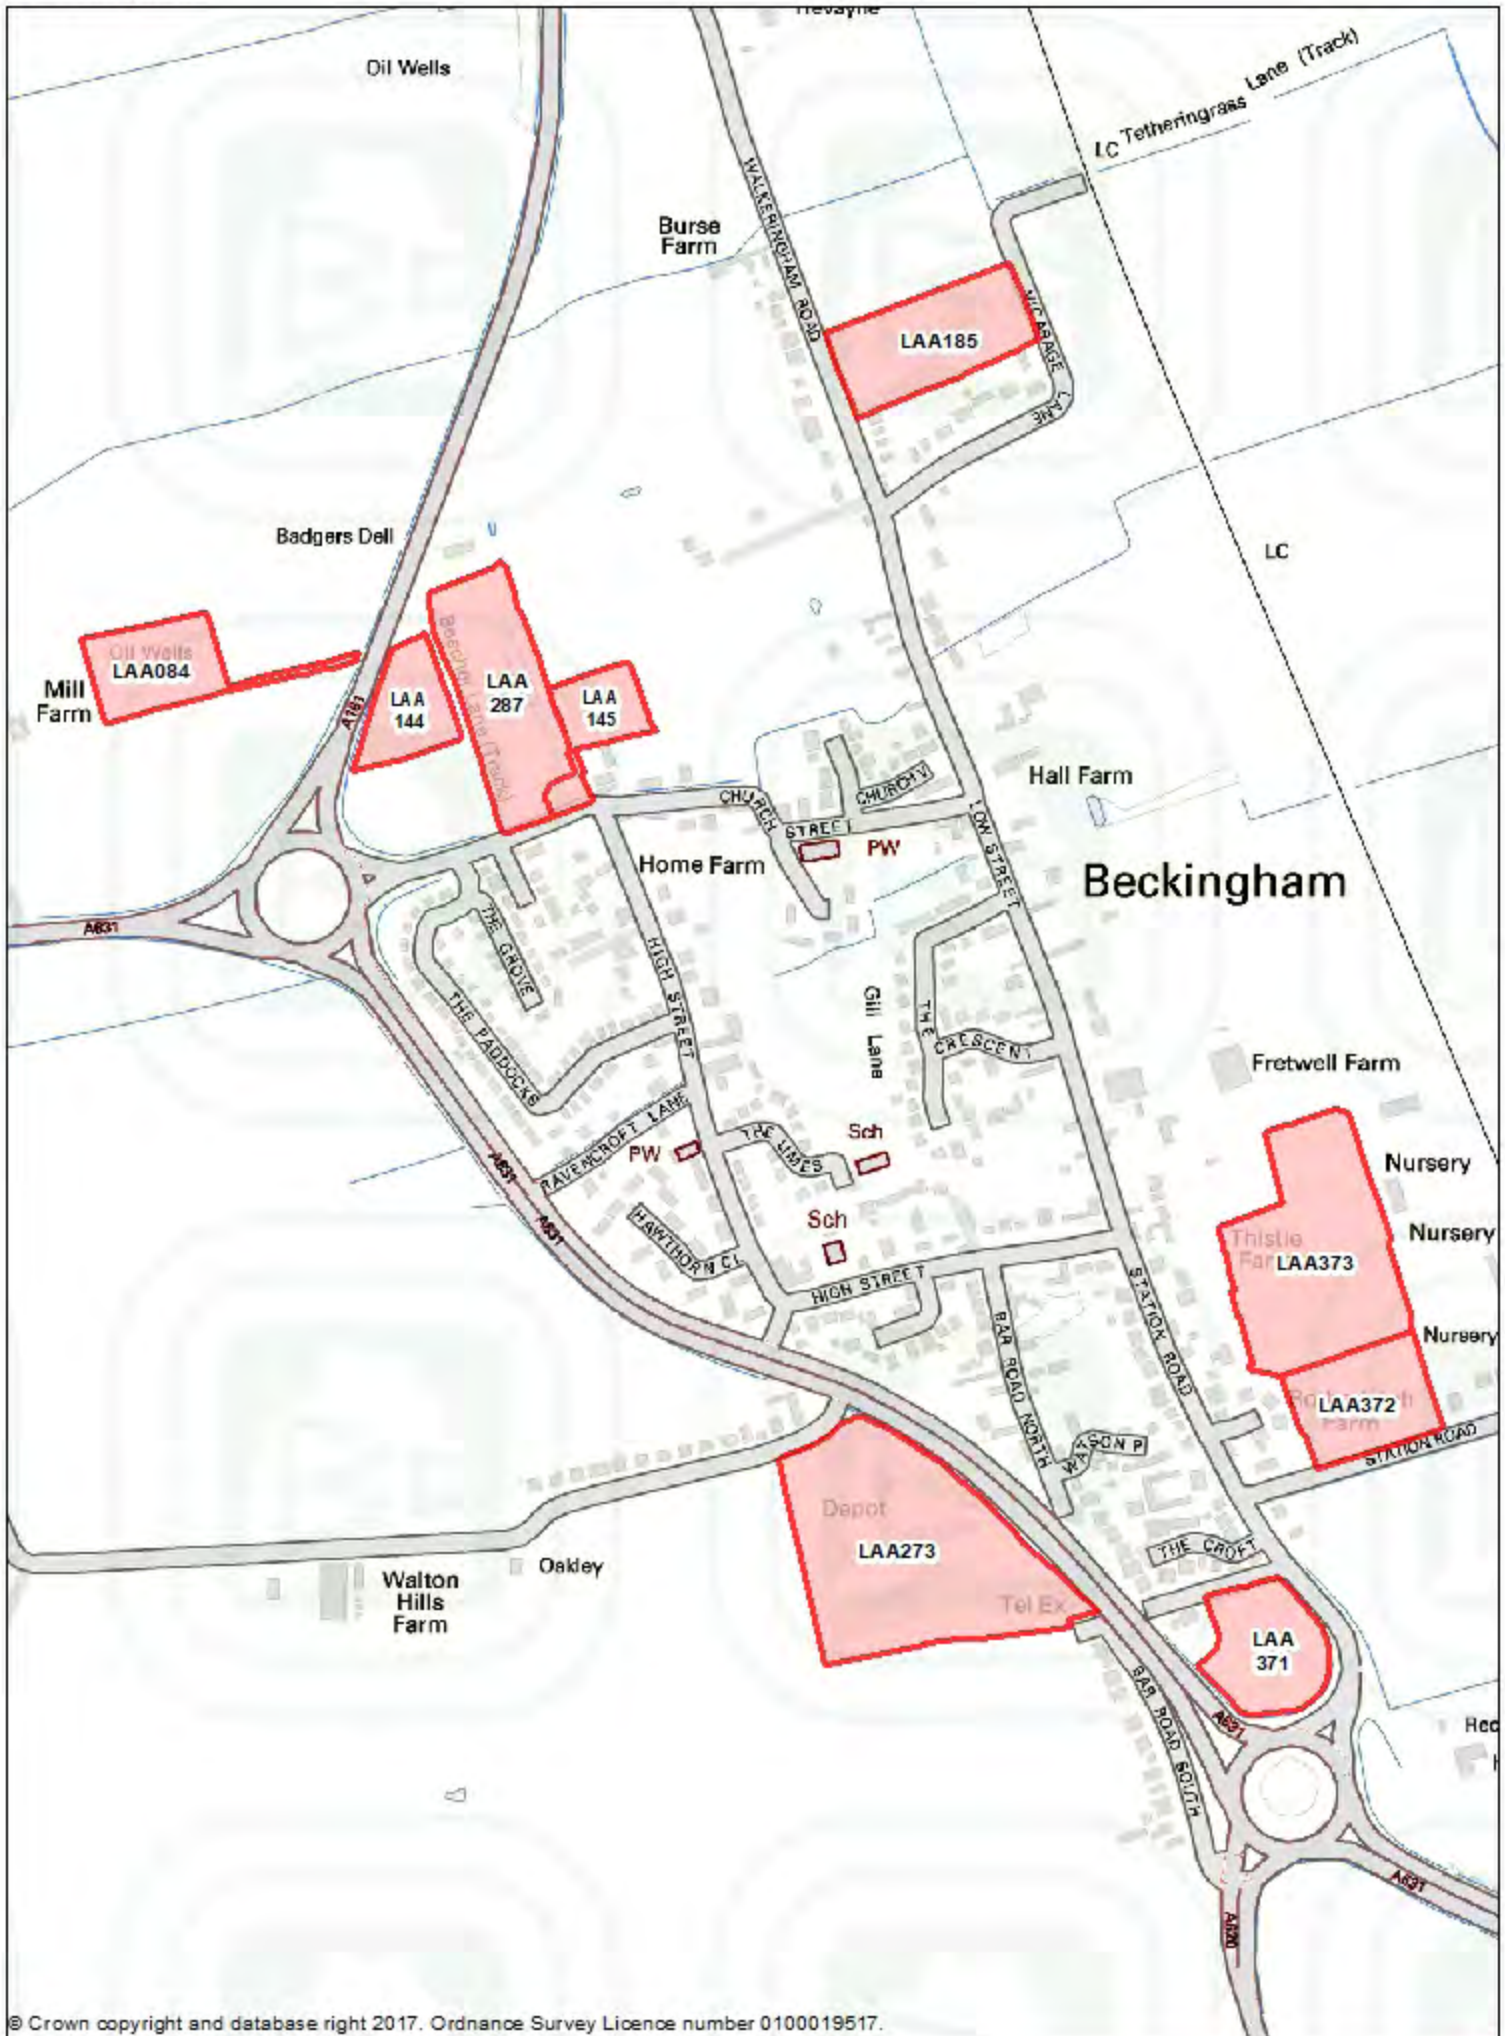 Oil Wells
Lane (Track)
Tetheringrass
LC
WALKERINGHAM ROAD
Burse
Farm
LAA185
VICARAGE
LANE
Badgers Dell
LC
Oil Wells
LAA084
Mill
Farm
A161
LAA
144
Beecher Lane (Track)
LAA
287
LAA
145
CHURCH
STREET
CHURCH V
Hall Farm
LOW STREET
PW
Home Farm
Beckingham
A631
THE GROVE
HIGH STREET
THE PADDOCKS
Gill Lane
THE
CRESCENT
Fretwell Farm
RAVENCROFT LANE
THE LIMES
Sch
PW
A631
Nursery
Sch
HAWTHORN CL
A631
Thistle
LAA373
Nursery
HIGH STREET
STATION ROAD
BAR ROAD NORTH
Nursery
LAA372
Farm
STATION ROAD
WATSON P
Depot
LAA273
THE CROFT
Walton
Hills
Farm
Oakley
Tel Ex
LAA
371
BAR ROAD SOUTH
A631
Rec
A631
A620
© Crown copyright and database right 2017. Ordnance Survey Licence number 0100019517.